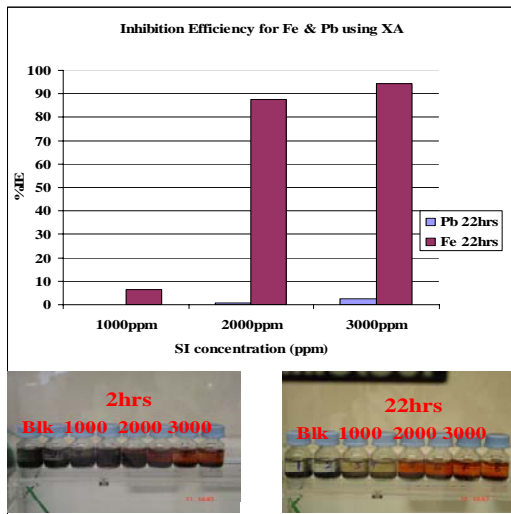 Inhibition Efficiency for Fe & Pb using XA
100
90
80
70
60
50
40
30
20
10
0
%IE
1000ppm 2000ppm 3000ppm
SI concentration (ppm)
Pb 22hrs
Fe 22hrs
2hrs
Blk 1000 2000 3000
22hrs
Blk 1000 2000 3000